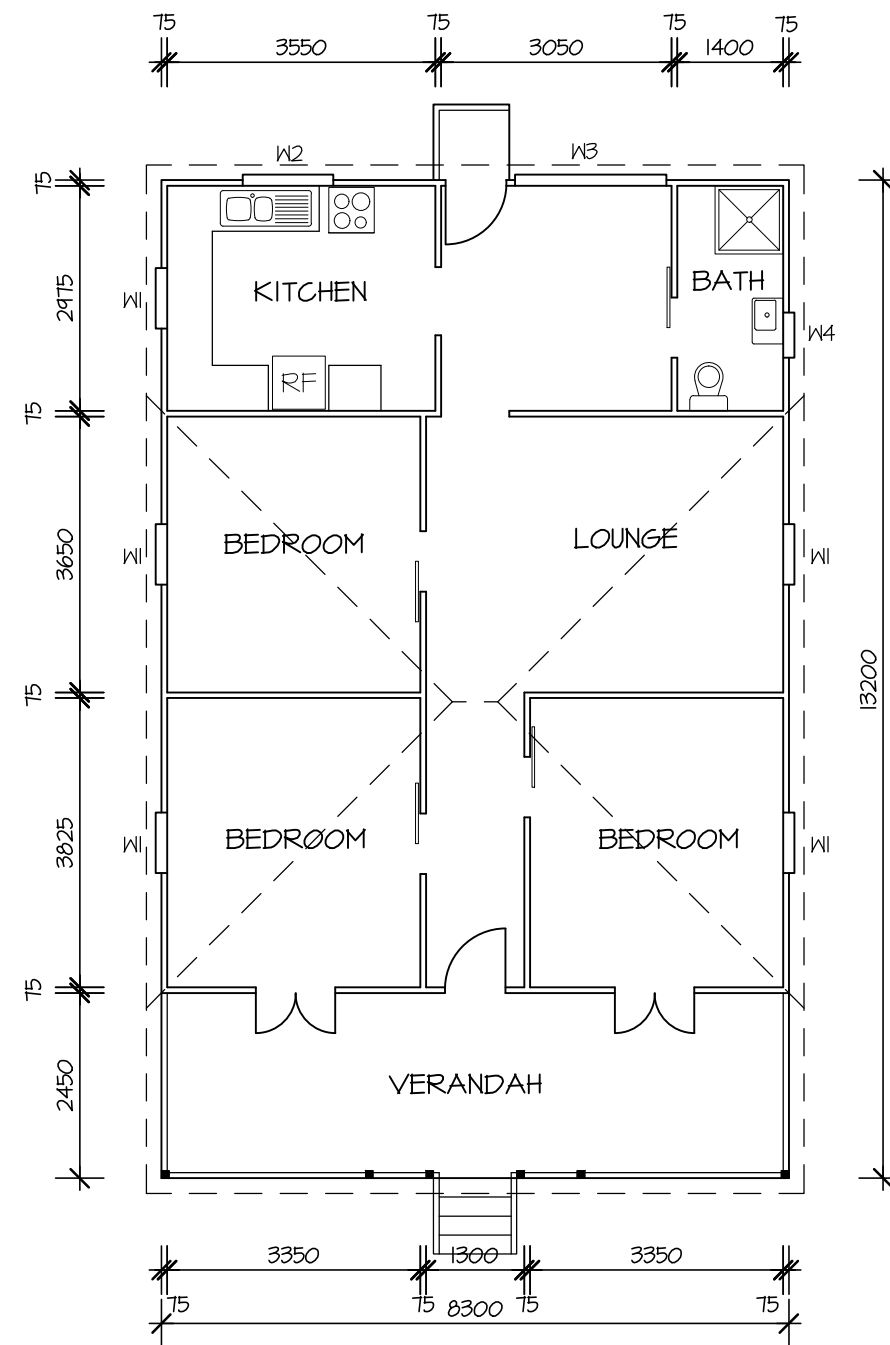 75 75 75 75
3550 3050 1400
W2 W3
75
2975
W1
KITCHEN
BATH
W4
RF
75
3650
W1
BEDROOM
LOUNGE
W1
13200
75
3825
W1
BEDROOM
BEDROOM
W1
75
2450
VERANDAH
3350 1300 3350
75 75 75 75
8300